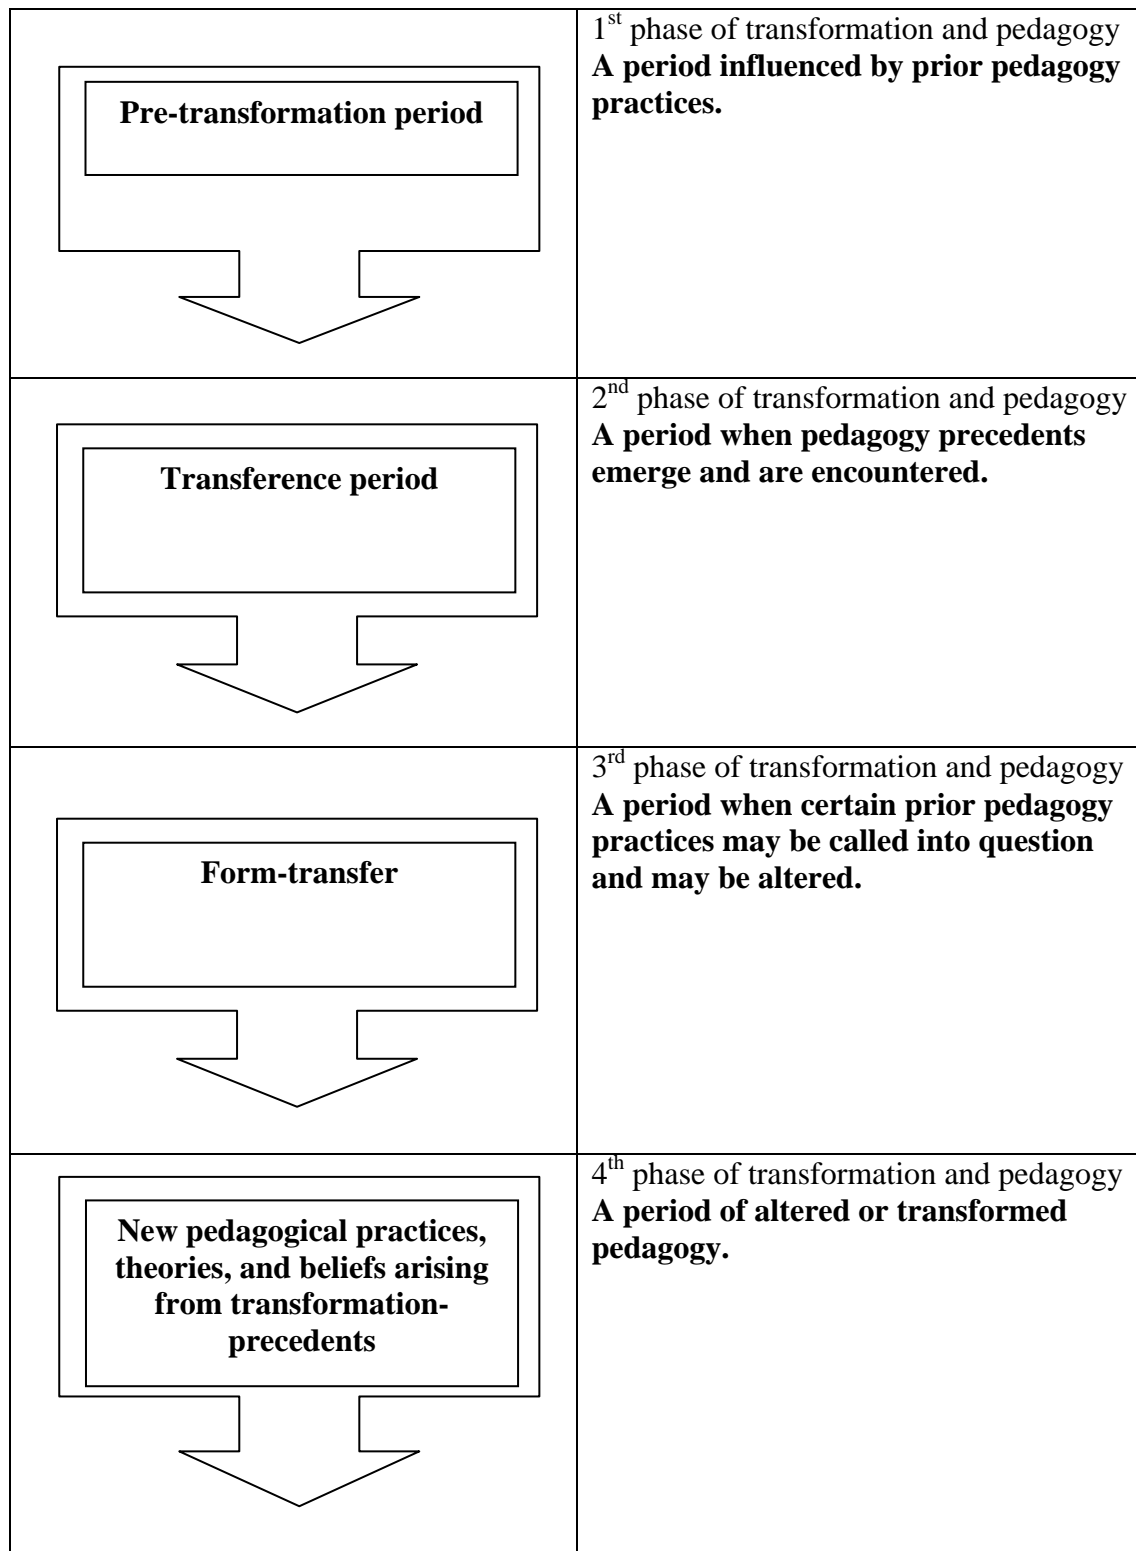 Pre-transformation period
1st phase of transformation and pedagogy
A period influenced by prior pedagogy
practices.
Transference period
2nd phase of transformation and pedagogy
A period when pedagogy precedents
emerge and are encountered.
Form-transfer
3rd phase of transformation and pedagogy
A period when certain prior pedagogy
practices may be called into question
and may be altered.
New pedagogical practices,
theories, and beliefs arising
from transformation-
precedents
4th phase of transformation and pedagogy
A period of altered or transformed
pedagogy.